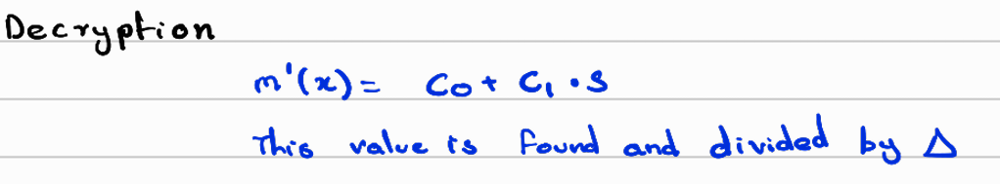 Decryption
m'(x) = C0 + C1 · s
This value is found and divided by Δ